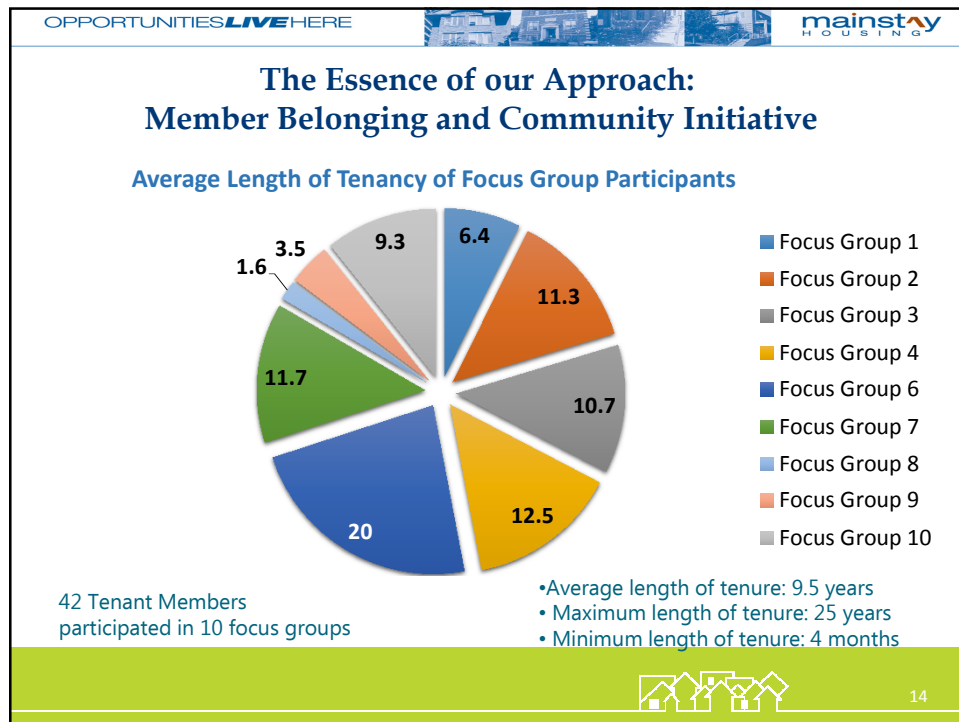 OPPORTUNITIES LIVE HERE
mainstay
HOUSING
The Essence of our Approach:
Member Belonging and Community Initiative
Average Length of Tenancy of Focus Group Participants
6.4
11.3
10.7
12.5
20
11.7
1.6
3.5
9.3
Focus Group 1
Focus Group 2
Focus Group 3
Focus Group 4
Focus Group 6
Focus Group 7
Focus Group 8
Focus Group 9
Focus Group 10
42 Tenant Members
participated in 10 focus groups
•Average length of tenure: 9.5 years
• Maximum length of tenure: 25 years
• Minimum length of tenure: 4 months
14